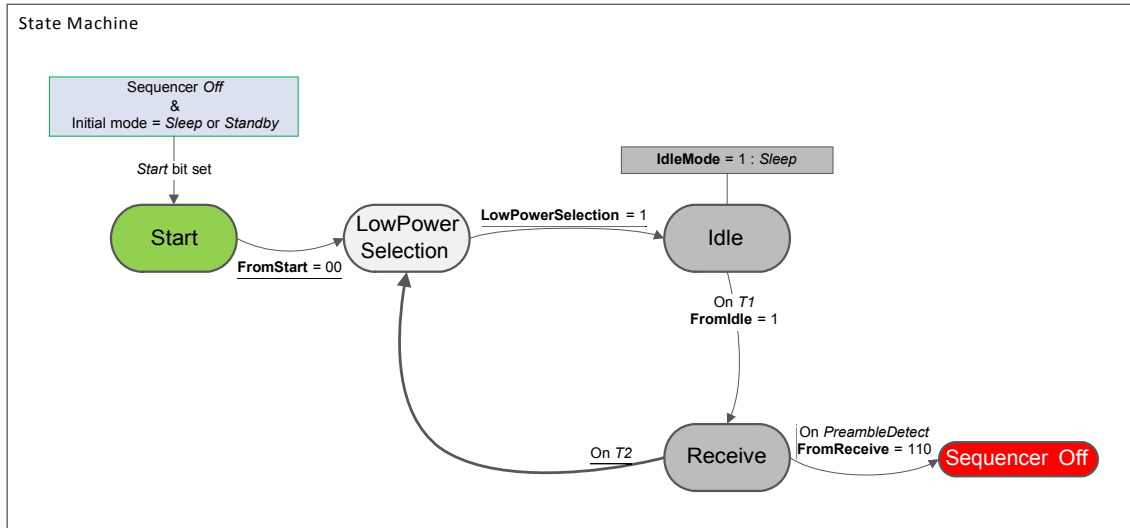 State Machine
Sequencer Off
&
Initial mode = Sleep or Standby
Start bit set
IdleMode = 1 : Sleep
Start
FromStart = 00
LowPower
Selection
LowPowerSelection = 1
Idle
On T1
FromIdle = 1
On T2
Receive
On PreambleDetect
FromReceive = 110
Sequencer Off